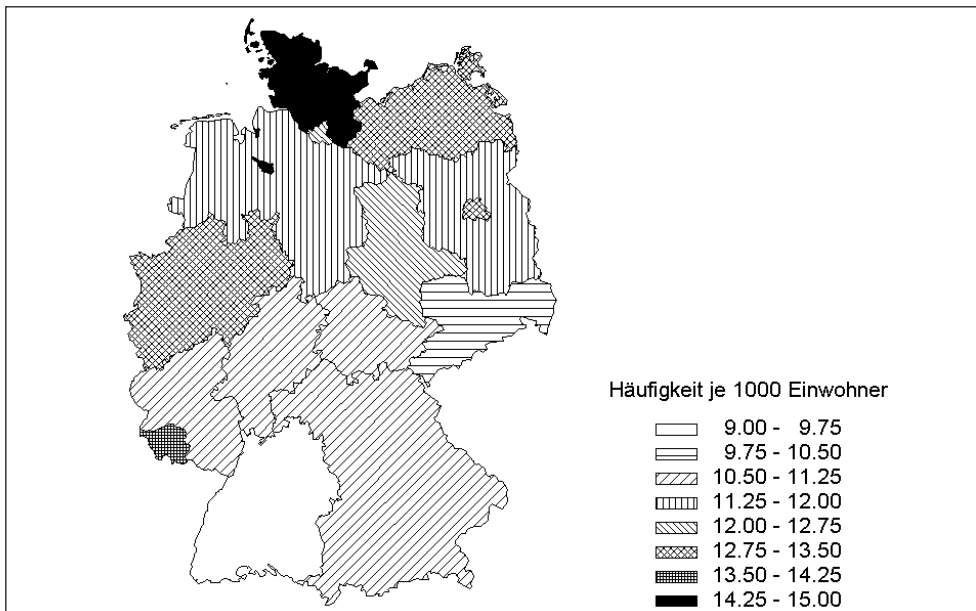 Häufigkeit je 1000 Einwohner
9.00 - 9.75
9.75 - 10.50
10.50 - 11.25
11.25 - 12.00
12.00 - 12.75
12.75 - 13.50
13.50 - 14.25
14.25 - 15.00